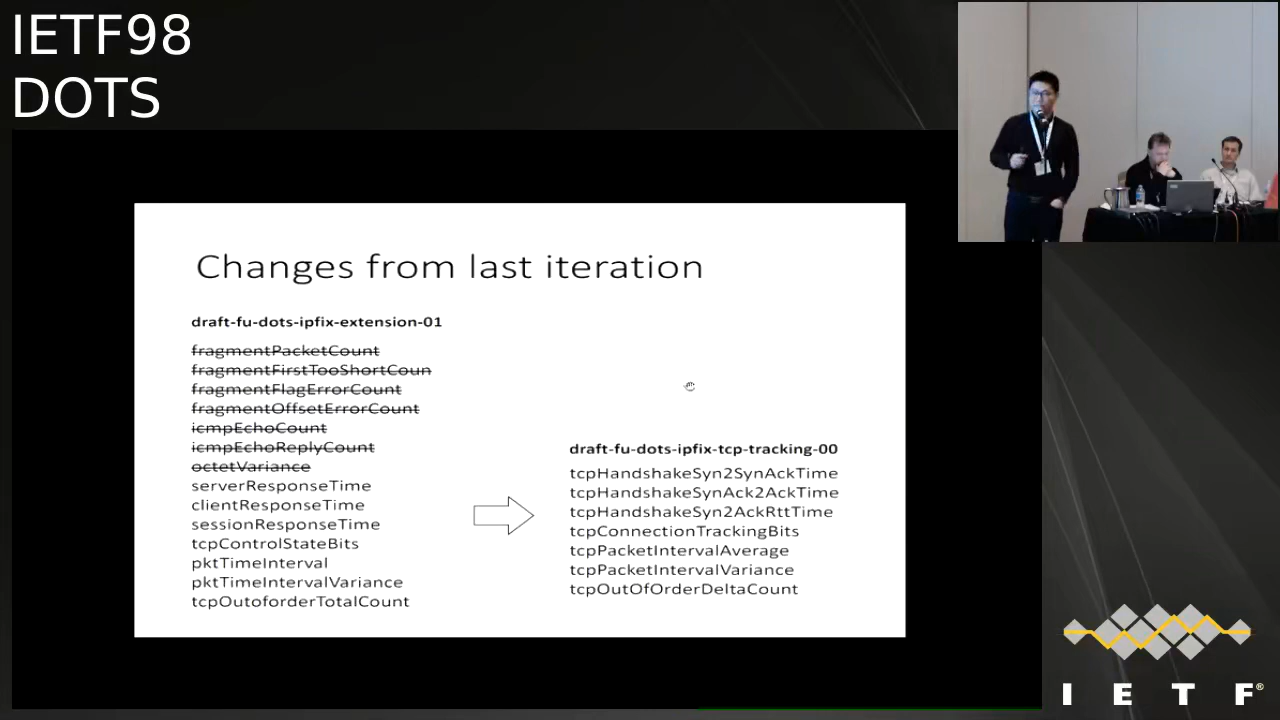 IETF98
DOTS
Changes from last iteration
draft-fu-dots-ipfix-extension-01
fragmentPacketCount
fragmentFirstTooShortCoun
fragmentFlagErrorCount
fragmentOffsetErrorCount
icmpEchoCount
icmpEchoReplyCount
octetVariance
serverResponseTime
clientResponseTime
sessionResponseTime
tcpControlStateBits
pktTimeInterval
pktTimeIntervalVariance
tcpOutoforderTotalCount
draft-fu-dots-ipfix-tcp-tracking-00
tcpHandshakeSyn2SynAckTime
tcpHandshakeSynAck2AckTime
tcpHandshakeSyn2AckRttTime
tcpConnectionTrackingBits
tcpPacketIntervalAverage
tcpPacketIntervalVariance
tcpOutOfOrderDeltaCount
I E T F®